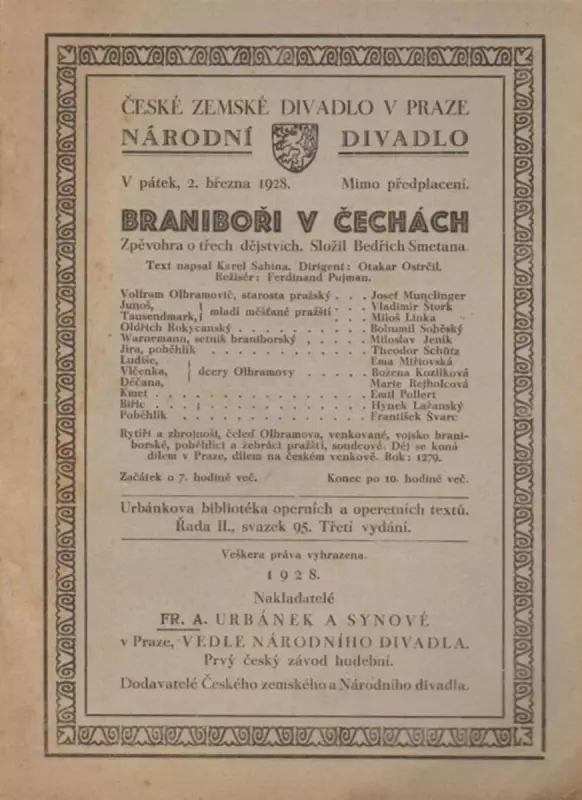 ČESKÉ ZEMSKÉ DIVADLO V PRAZE
NÁRODNÍ DIVADLO
V pátek, 2. března 1928. Mimo předplacení.
BRANIBOŘI V ČECHÁCH
Zpěvohra o třech dějstvích. Složil Bedřich Smetana.
Text napsal Karel Sabina. Dirigent: Otakar Ostrčil.
Režisér: Ferdinand Pujman.
Volfram Olbramovič, starosta pražský . . . Josef Munclinger
Junoš, Vladimír Štork
Tausendmark, mladí měšťané pražští . . . Miloš Linka
Oldřich Rokycanský . . . . . . . . . Bohumil Soběský
Warnemann, setník braniborský . . . . . Miloslav Jeník
Jíra, poběhlík . . . . . . . . . . . Theodor Schütz
Ludiše, Ema Miřiovská
Vlčenka, dcery Olbramovy . . . . . Božena Kozlíková
Děčana, Marie Rejholcová
Kmet . . . . . . . . . . . . . Emil Pollert
Biřic . . . . . . . . . . . . . Hynek Lažanský
Poběhlík . . . . . . . . . . . . František Švarc
Rytíři a zbrojnoši, čeleď Olbramova, venkované, vojsko brani-
borské, poběhlíci a žebráci pražští, soudcové. Děj se koná
dílem v Praze, dílem na českém venkově. Rok: 1279.
Začátek o 7. hodině več. Konec po 10. hodině več.
Urbánkova bibliotéka operních a operetních textů.
Řada II., svazek 95. Třetí vydání.
Veškera práva vyhrazena.
1928.
Nakladatelé
FR. A. URBÁNEK A SYNOVÉ
v Praze, VEDLE NÁRODNÍHO DIVADLA.
Prvý český závod hudební.
Dodavatelé Českého zemského a Národního divadla.